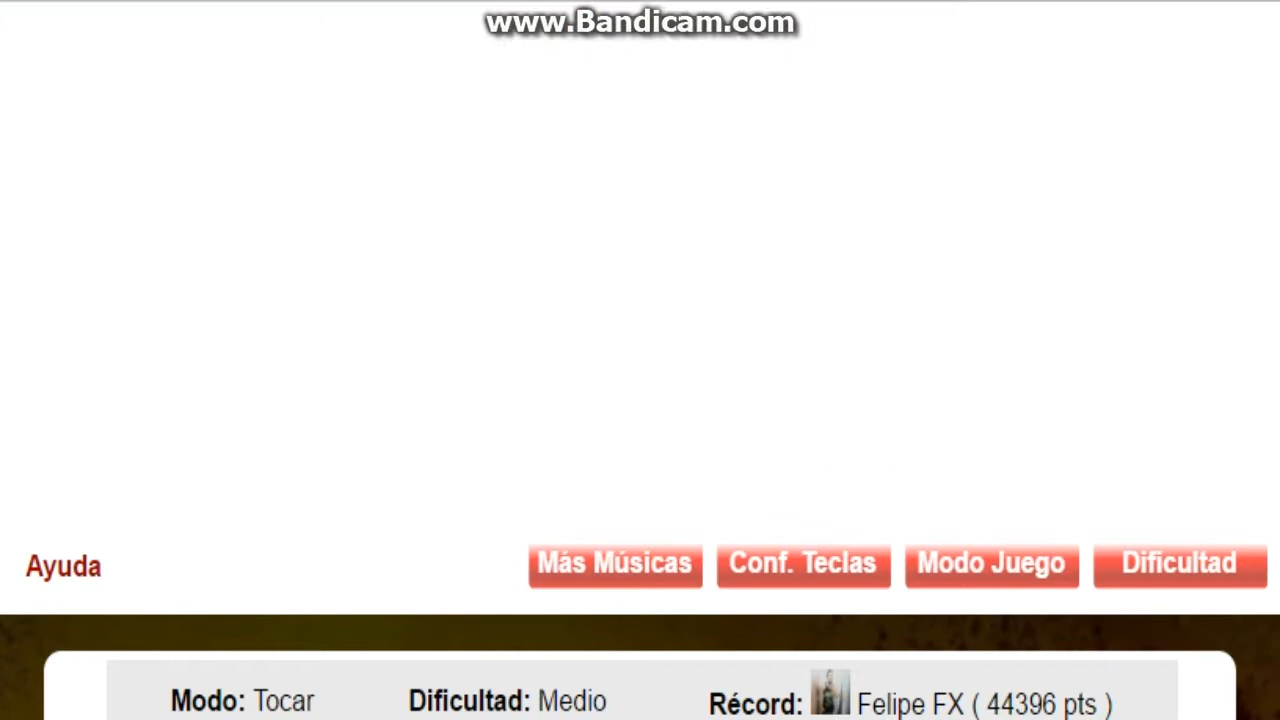 www.Bandicam.com
Ayuda
Más Músicas
Conf. Teclas
Modo Juego
Dificultad
Modo: Tocar
Dificultad: Medio
Récord: Felipe FX ( 44396 pts )